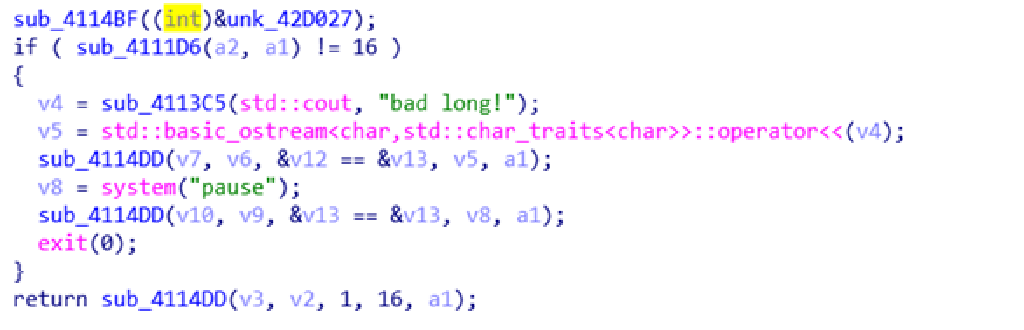 sub_4114BF((int)&unk_42D027);
if ( sub_4111D6(a2, a1) != 16 )
{
v4 = sub_4113C5(std::cout, "bad long!");
v5 = std::basic_ostream<char,std::char_traits<char>>::operator<<(v4);
sub_4114DD(v7, v6, &v12 == &v13, v5, a1);
v8 = system("pause");
sub_4114DD(v10, v9, &v13 == &v13, v8, a1);
exit(0);
}
return sub_4114DD(v3, v2, 1, 16, a1);